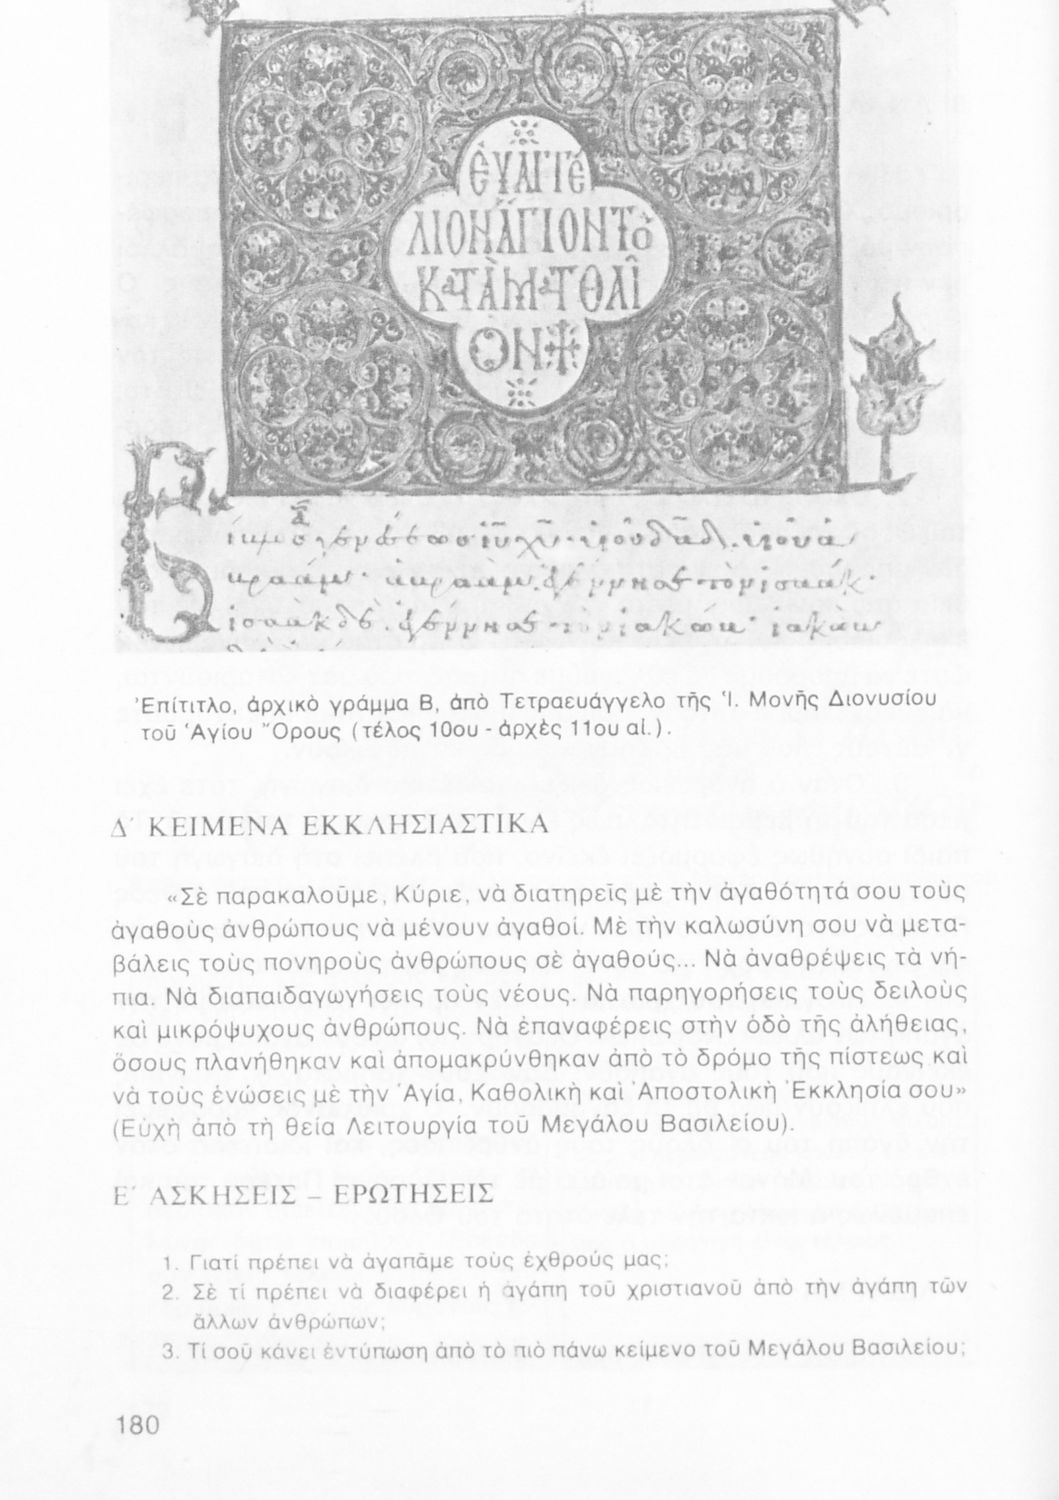 ΕΥΑΓΓΕ
ΛΙΟΝ ΑΓΙΟΝ ΤΟ
ΚΑΤΑ ΜΑΤΘΑΙ
ΟΝ
Ἐπίτιτλο, ἀρχικὸ γράμμα Β, ἀπὸ Τετραευάγγελο τῆς Ἱ. Μονῆς Διονυσίου
τοῦ Ἁγίου Ὄρους (τέλος 10ου - ἀρχὲς 11ου αἰ.).
Δ΄ ΚΕΙΜΕΝΑ ΕΚΚΛΗΣΙΑΣΤΙΚΑ
«Σὲ παρακαλοῦμε, Κύριε, νὰ διατηρεῖς μὲ τὴν ἀγαθότητά σου τοὺς
ἀγαθοὺς ἀνθρώπους νὰ μένουν ἀγαθοί. Μὲ τὴν καλωσύνη σου νὰ μετα-
βάλεις τοὺς πονηροὺς ἀνθρώπους σὲ ἀγαθούς... Νὰ ἀναθρέψεις τὰ νή-
πια. Νὰ διαπαιδαγωγήσεις τοὺς νέους. Νὰ παρηγορήσεις τοὺς δειλοὺς
καὶ μικρόψυχους ἀνθρώπους. Νὰ ἐπαναφέρεις στὴν ὁδὸ τῆς ἀλήθειας,
ὅσους πλανήθηκαν καὶ ἀπομακρύνθηκαν ἀπὸ τὸ δρόμο τῆς πίστεως καὶ
νὰ τοὺς ἑνώσεις μὲ τὴν Ἁγία, Καθολικὴ καὶ Ἀποστολικὴ Ἐκκλησία σου»
(Εὐχὴ ἀπὸ τὴ θεία Λειτουργία τοῦ Μεγάλου Βασιλείου).
Ε΄ ΑΣΚΗΣΕΙΣ – ΕΡΩΤΗΣΕΙΣ
1. Γιατί πρέπει νὰ ἀγαπᾶμε τοὺς ἐχθρούς μας;
2. Σὲ τί πρέπει νὰ διαφέρει ἡ ἀγάπη τοῦ χριστιανοῦ ἀπὸ τὴν ἀγάπη τῶν
ἄλλων ἀνθρώπων;
3. Τί σοῦ κάνει ἐντύπωση ἀπὸ τὸ πιὸ πάνω κείμενο τοῦ Μεγάλου Βασιλείου;
180